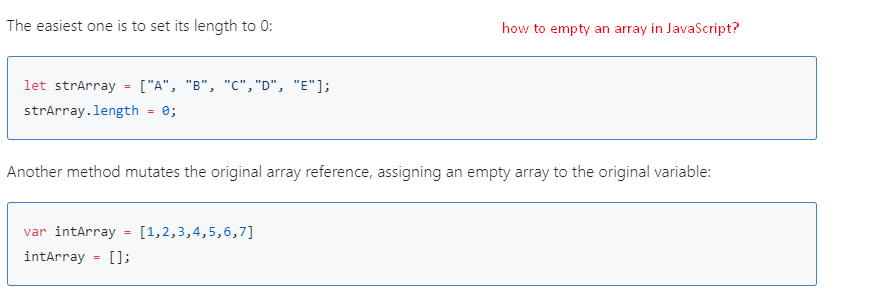 The easiest one is to set its length to 0:
how to empty an array in JavaScript?
let strArray = ["A", "B", "C","D", "E"];
strArray.length = 0;
Another method mutates the original array reference, assigning an empty array to the original variable:
var intArray = [1,2,3,4,5,6,7]
intArray = [];